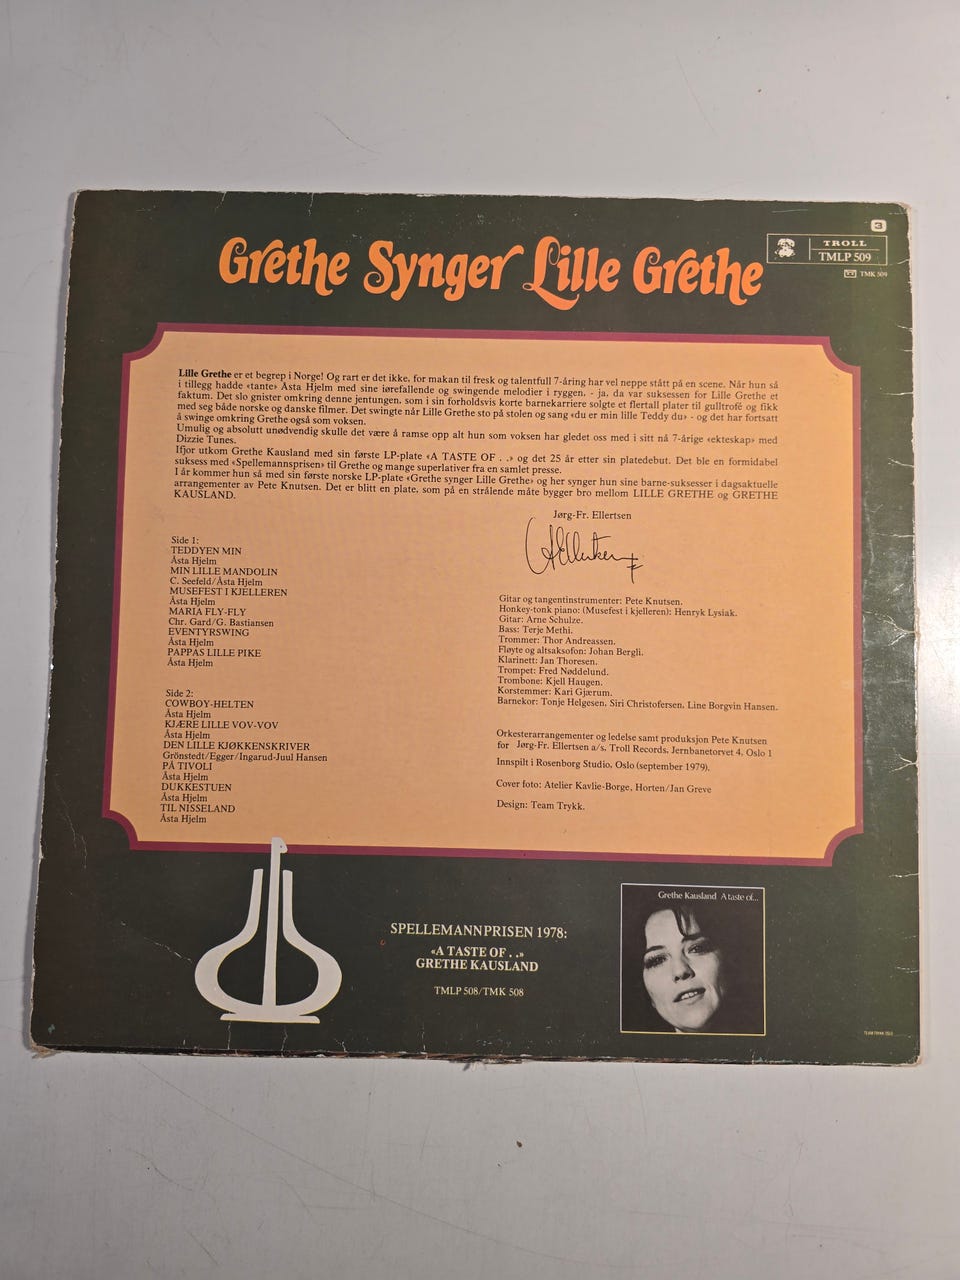 3
TROLL
TMLP 509
TMK 509
Grethe Synger Lille Grethe
Lille Grethe er et begrep i Norge! Og rart er det ikke, for makan til fresk og talentfull 7-åring har vel neppe stått på en scene. Når hun så
i tillegg hadde «tante» Åsta Hjelm med sine iørefallende og swingende melodier i ryggen, - ja, da var suksessen for Lille Grethe et
faktum. Det slo gnister omkring denne jentungen, som i sin forholdsvis korte barnekarriere solgte et flertall plater til gulltrofé og fikk
med seg både norske og danske filmer. Det swingte når Lille Grethe sto på stolen og sang «du er min lille Teddy du» - og det har fortsatt
å swinge omkring Grethe også som voksen.
Umulig og absolutt unødvendig skulle det være å ramse opp alt hun som voksen har gledet oss med i sitt nå 7-årige «ekteskap» med
Dizzie Tunes.
Ifjor utkom Grethe Kausland med sin første LP-plate «A TASTE OF . .» og det 25 år etter sin platedebut. Det ble en formidabel
suksess med «Spellemannsprisen» til Grethe og mange superlativer fra en samlet presse.
I år kommer hun så med sin første norske LP-plate «Grethe synger Lille Grethe» og her synger hun sine barne-suksesser i dagsaktuelle
arrangementer av Pete Knutsen. Det er blitt en plate, som på en strålende måte bygger bro mellom LILLE GRETHE og GRETHE
KAUSLAND.
Jørg-Fr. Ellertsen
Side 1:
TEDDYEN MIN
Åsta Hjelm
MIN LILLE MANDOLIN
C. Seefeld/Åsta Hjelm
MUSEFEST I KJELLEREN
Åsta Hjelm
MARIA FLY-FLY
Chr. Gard/G. Bastiansen
EVENTYRSWING
Åsta Hjelm
PAPPAS LILLE PIKE
Åsta Hjelm
Side 2:
COWBOY-HELTEN
Åsta Hjelm
KJÆRE LILLE VOV-VOV
Åsta Hjelm
DEN LILLE KJØKKENSKRIVER
Grönstedt/Egger/Ingarud-Juul Hansen
PÅ TIVOLI
Åsta Hjelm
DUKKESTUEN
Åsta Hjelm
TIL NISSELAND
Åsta Hjelm
Gitar og tangentinstrumenter: Pete Knutsen.
Honkey-tonk piano: (Musefest i kjelleren): Henryk Lysiak.
Gitar: Arne Schulze.
Bass: Terje Methi.
Trommer: Thor Andreassen.
Fløyte og altsaksofon: Johan Bergli.
Klarinett: Jan Thoresen.
Trompet: Fred Nøddelund.
Trombone: Kjell Haugen.
Korstemmer: Kari Gjærum.
Barnekor: Tonje Helgesen, Siri Christofersen, Line Borgvin Hansen.
Orkesterarrangementer og ledelse samt produksjon Pete Knutsen
for Jørg-Fr. Ellertsen a/s, Troll Records, Jernbanetorvet 4, Oslo 1
Innspilt i Rosenborg Studio, Oslo (september 1979).
Cover foto: Atelier Kavlie-Borge, Horten/Jan Greve
Design: Team Trykk.
SPELLEMANNPRISEN 1978:
«A TASTE OF . .»
GRETHE KAUSLAND
TMLP 508/TMK 508
Grethe Kausland A taste of...